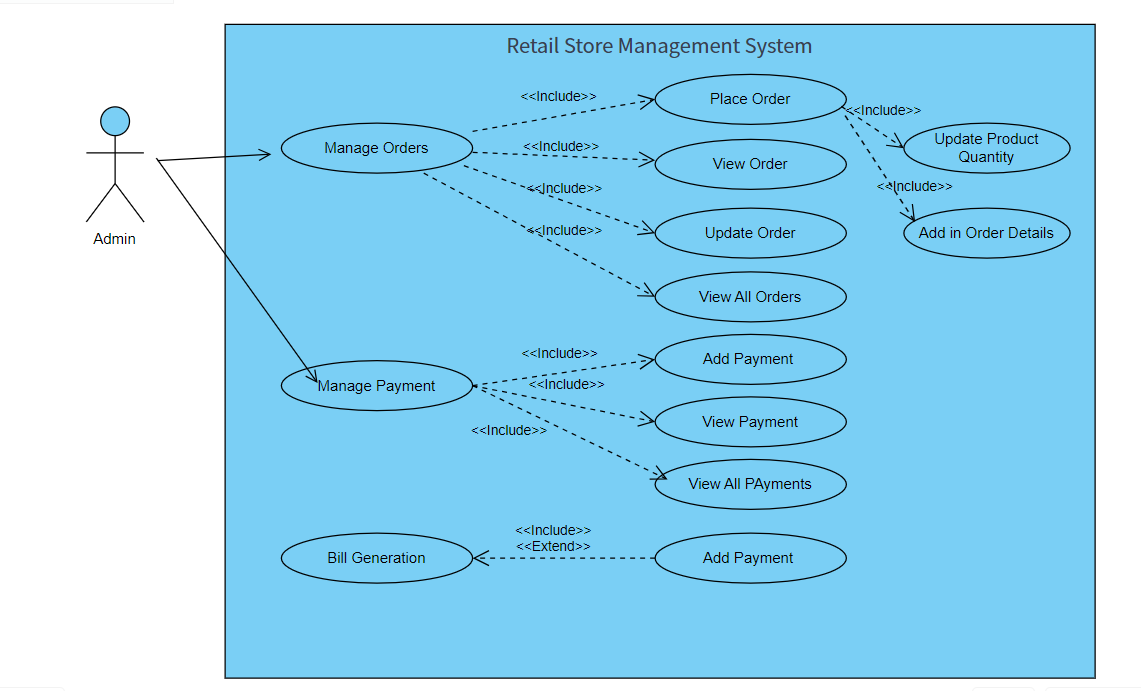 Retail Store Management System
<<Include>>
Place Order
<<Include>>
Manage Orders
<<Include>>
View Order
Update Product
Quantity
<<Include>>
<<Include>>
Admin
<<Include>>
Update Order
Add in Order Details
View All Orders
<<Include>>
Add Payment
Manage Payment
<<Include>>
View Payment
<<Include>>
View All PAyments
<<Include>>
<<Extend>>
Bill Generation
Add Payment